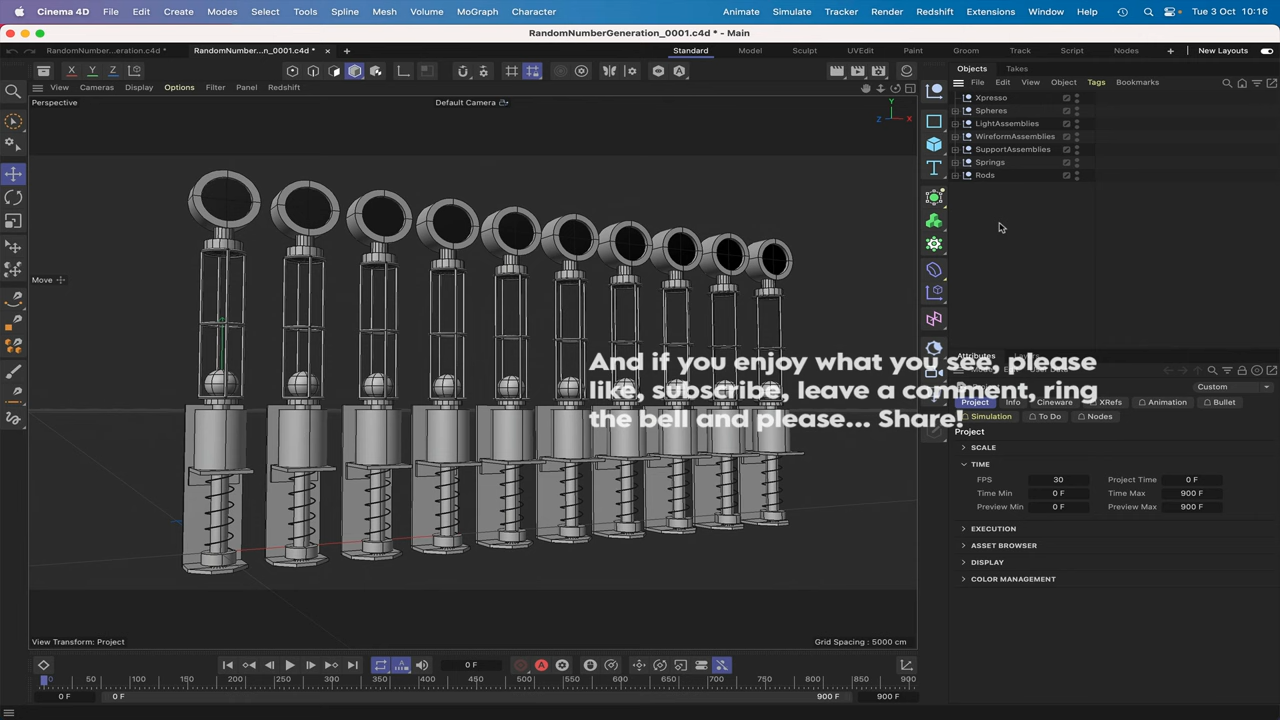 Cinema 4D File Edit Create Modes Select Tools Spline Mesh Volume MoGraph Character Animate Simulate Tracker Render Redshift Extensions Window Help Tue 3 Oct 10:16
RandomNumberGeneration_0001.c4d * - Main
RandomNumber...eration.c4d * RandomNumber...n_0001.c4d * Standard Model Sculpt UVEdit Paint Groom Track Script Nodes New Layouts
X Y Z
Objects Takes
View Cameras Display Options Filter Panel Redshift
File Edit View Object Tags Bookmarks
Perspective
Default Camera
Y
Z X
Xpresso
Spheres
LightAssemblies
WireformAssemblies
SupportAssemblies
Springs
Rods
Move
And if you enjoy what you see, please
like, subscribe, leave a comment, ring
the bell and please... Share!
Attributes
Custom
Project Info Cineware XRefs Animation Bullet
Simulation To Do Nodes
Project
SCALE
TIME
FPS 30 Project Time 0 F
Time Min 0 F Time Max 900 F
Preview Min 0 F Preview Max 900 F
EXECUTION
ASSET BROWSER
DISPLAY
COLOR MANAGEMENT
View Transform: Project
Grid Spacing : 5000 cm
0 F
0 50 100 150 200 250 300 350 400 450 500 550 600 650 700 750 800 850 900
0 F 0 F 900 F 900 F